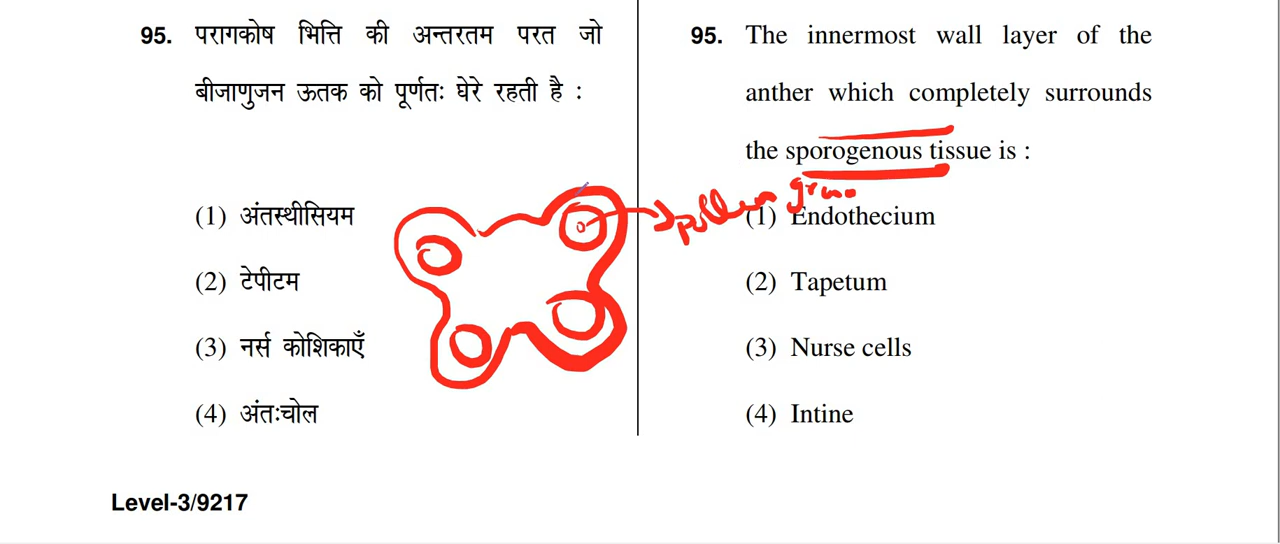 95. परागकोष भित्ति की अन्तरतम परत जो
बीजाणुजन ऊतक को पूर्णतः घेरे रहती है :
(1) अंतस्थीसियम
(2) टेपीटम
(3) नर्स कोशिकाएँ
(4) अंतःचोल
95. The innermost wall layer of the
anther which completely surrounds
the sporogenous tissue is :
pollen
(1) Endothecium
(2) Tapetum
(3) Nurse cells
(4) Intine
Level-3/9217